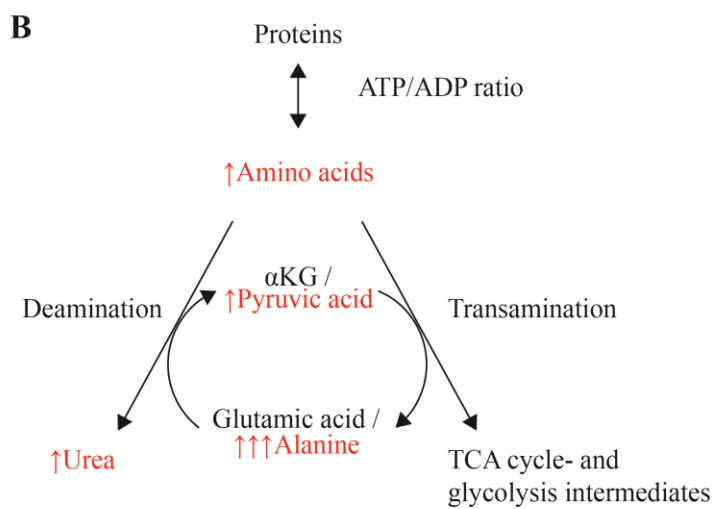 B
Proteins
ATP/ADP ratio
↑Amino acids
αKG /
↑Pyruvic acid
Deamination
Transamination
Glutamic acid /
↑↑↑Alanine
↑Urea
TCA cycle- and
glycolysis intermediates